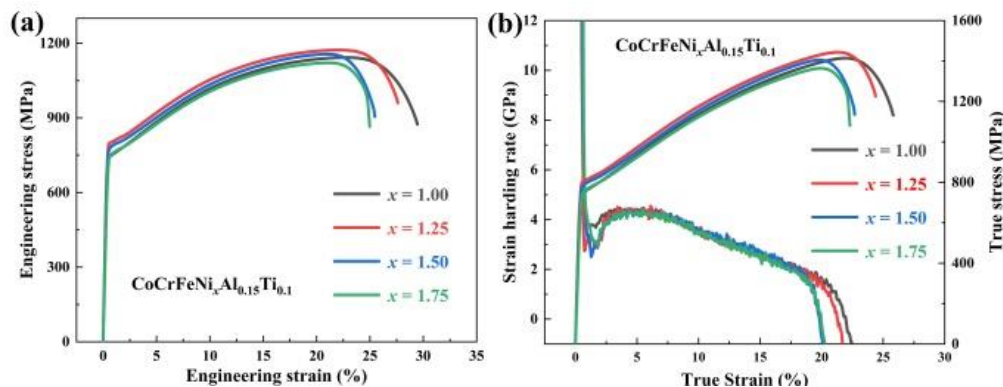 (a)
Engineering stress (MPa)
1200
900
600
300
0
0 5 10 15 20 25 30 35
Engineering strain (%)
x = 1.00
x = 1.25
x = 1.50
x = 1.75
CoCrFeNiₓAl₀.₁₅Ti₀.₁
(b)
Strain harding rate (GPa)
12
10
8
6
4
2
0
CoCrFeNiₓAl₀.₁₅Ti₀.₁
x = 1.00
x = 1.25
x = 1.50
x = 1.75
0 5 10 15 20 25 30
True Strain (%)
1600
1200
800
400
0
True stress (MPa)